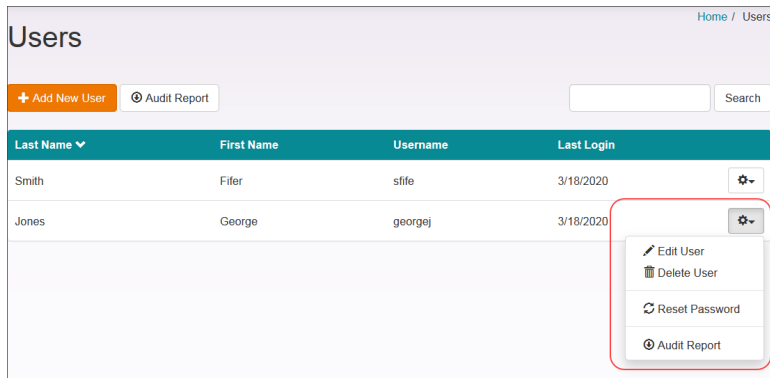 Home / Users
Users
Add New User
Audit Report
Search
Last Name First Name Username Last Login
Smith Fifer sfife 3/18/2020
Jones George georgej 3/18/2020
Edit User
Delete User
Reset Password
Audit Report